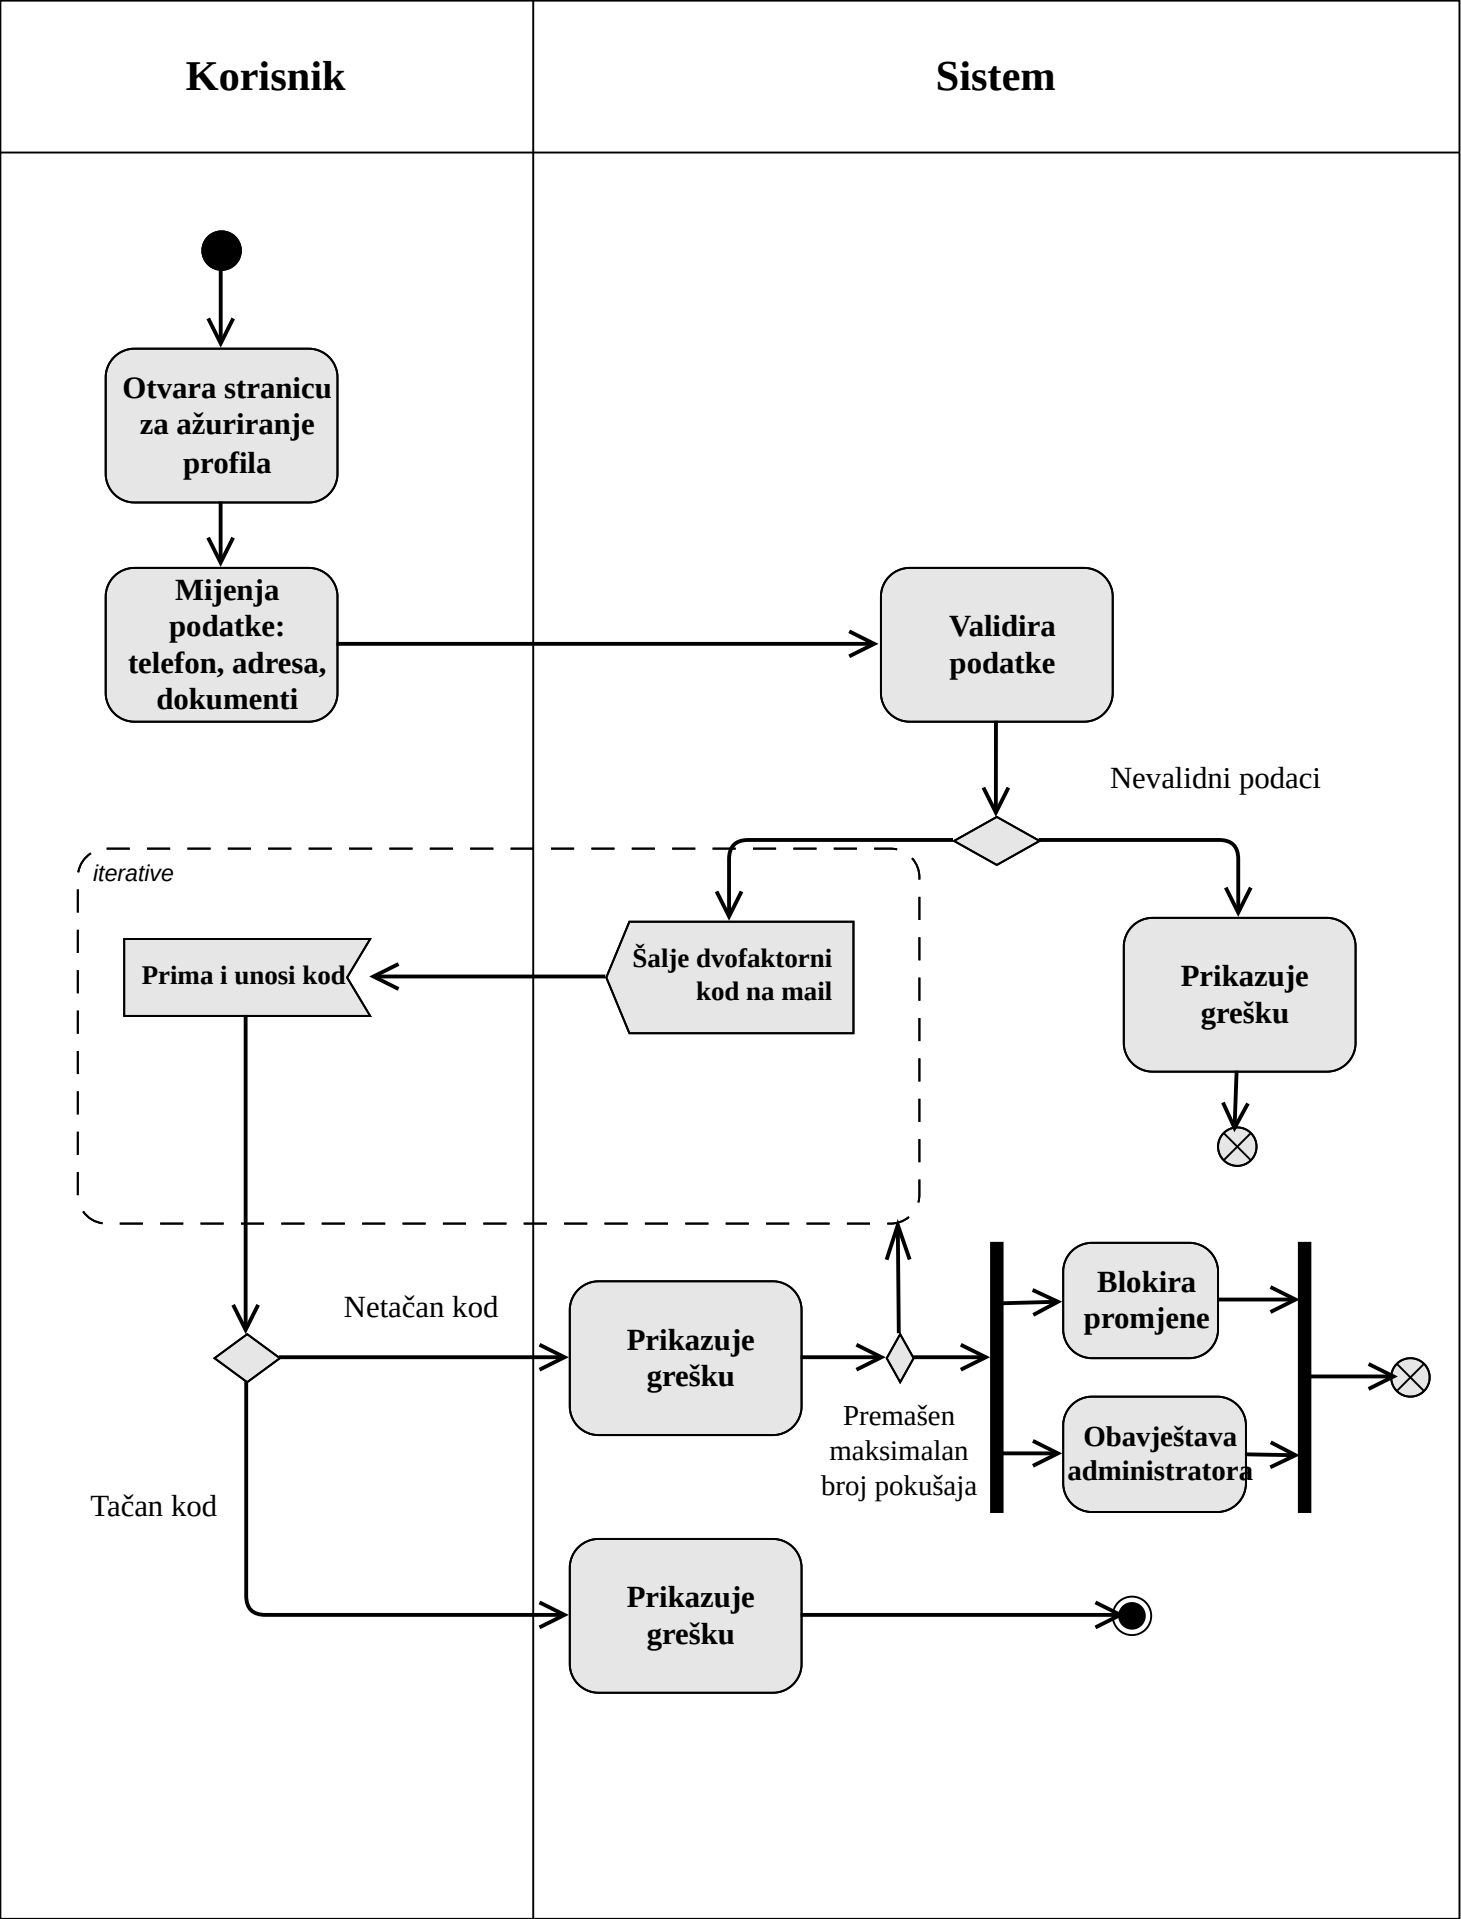 Korisnik
Sistem
Otvara stranicu
za ažuriranje
profila
Mijenja
podatke:
telefon, adresa,
dokumenti
Validira
podatke
Nevalidni podaci
iterative
Prima i unosi kod
Šalje dvofaktorni
kod na mail
Prikazuje
grešku
Netačan kod
Prikazuje
grešku
Premašen
maksimalan
broj pokušaja
Blokira
promjene
Obavještava
administratora
Tačan kod
Prikazuje
grešku